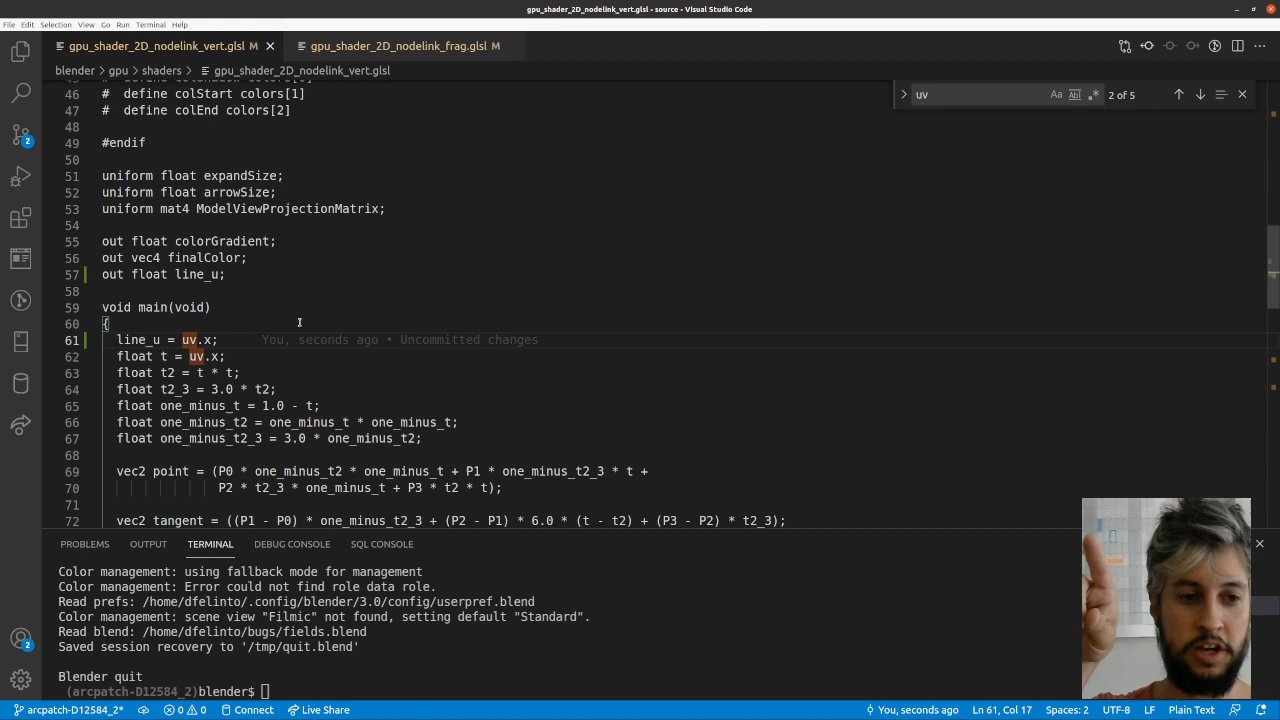 gpu_shader_2D_nodelink_vert.glsl - source - Visual Studio Code
File Edit Selection View Go Run Terminal Help
gpu_shader_2D_nodelink_vert.glsl M
gpu_shader_2D_nodelink_frag.glsl M
blender > gpu > shaders > gpu_shader_2D_nodelink_vert.glsl
uv Aa Ab .* 2 of 5
46 # define colStart colors[1]
47 # define colEnd colors[2]
48
49 #endif
50
51 uniform float expandSize;
52 uniform float arrowSize;
53 uniform mat4 ModelViewProjectionMatrix;
54
55 out float colorGradient;
56 out vec4 finalColor;
57 out float line_u;
58
59 void main(void)
60 {
61 line_u = uv.x; You, seconds ago • Uncommitted changes
62 float t = uv.x;
63 float t2 = t * t;
64 float t2_3 = 3.0 * t2;
65 float one_minus_t = 1.0 - t;
66 float one_minus_t2 = one_minus_t * one_minus_t;
67 float one_minus_t2_3 = 3.0 * one_minus_t2;
68
69 vec2 point = (P0 * one_minus_t2 * one_minus_t + P1 * one_minus_t2_3 * t +
70 P2 * t2_3 * one_minus_t + P3 * t2 * t);
71
72 vec2 tangent = ((P1 - P0) * one_minus_t2_3 + (P2 - P1) * 6.0 * (t - t2) + (P3 - P2) * t2_3);
PROBLEMS OUTPUT TERMINAL DEBUG CONSOLE SQL CONSOLE
Color management: using fallback mode for management
Color management: Error could not find role data role.
Read prefs: /home/dfelinto/.config/blender/3.0/config/userpref.blend
Color management: scene view "Filmic" not found, setting default "Standard".
Read blend: /home/dfelinto/bugs/fields.blend
Saved session recovery to '/tmp/quit.blend'
Blender quit
(arcpatch-D12584_2)blender$
2
2
arcpatch-D12584_2* 0 0 Connect Live Share You, seconds ago Ln 61, Col 17 Spaces: 2 UTF-8 LF Plain Text